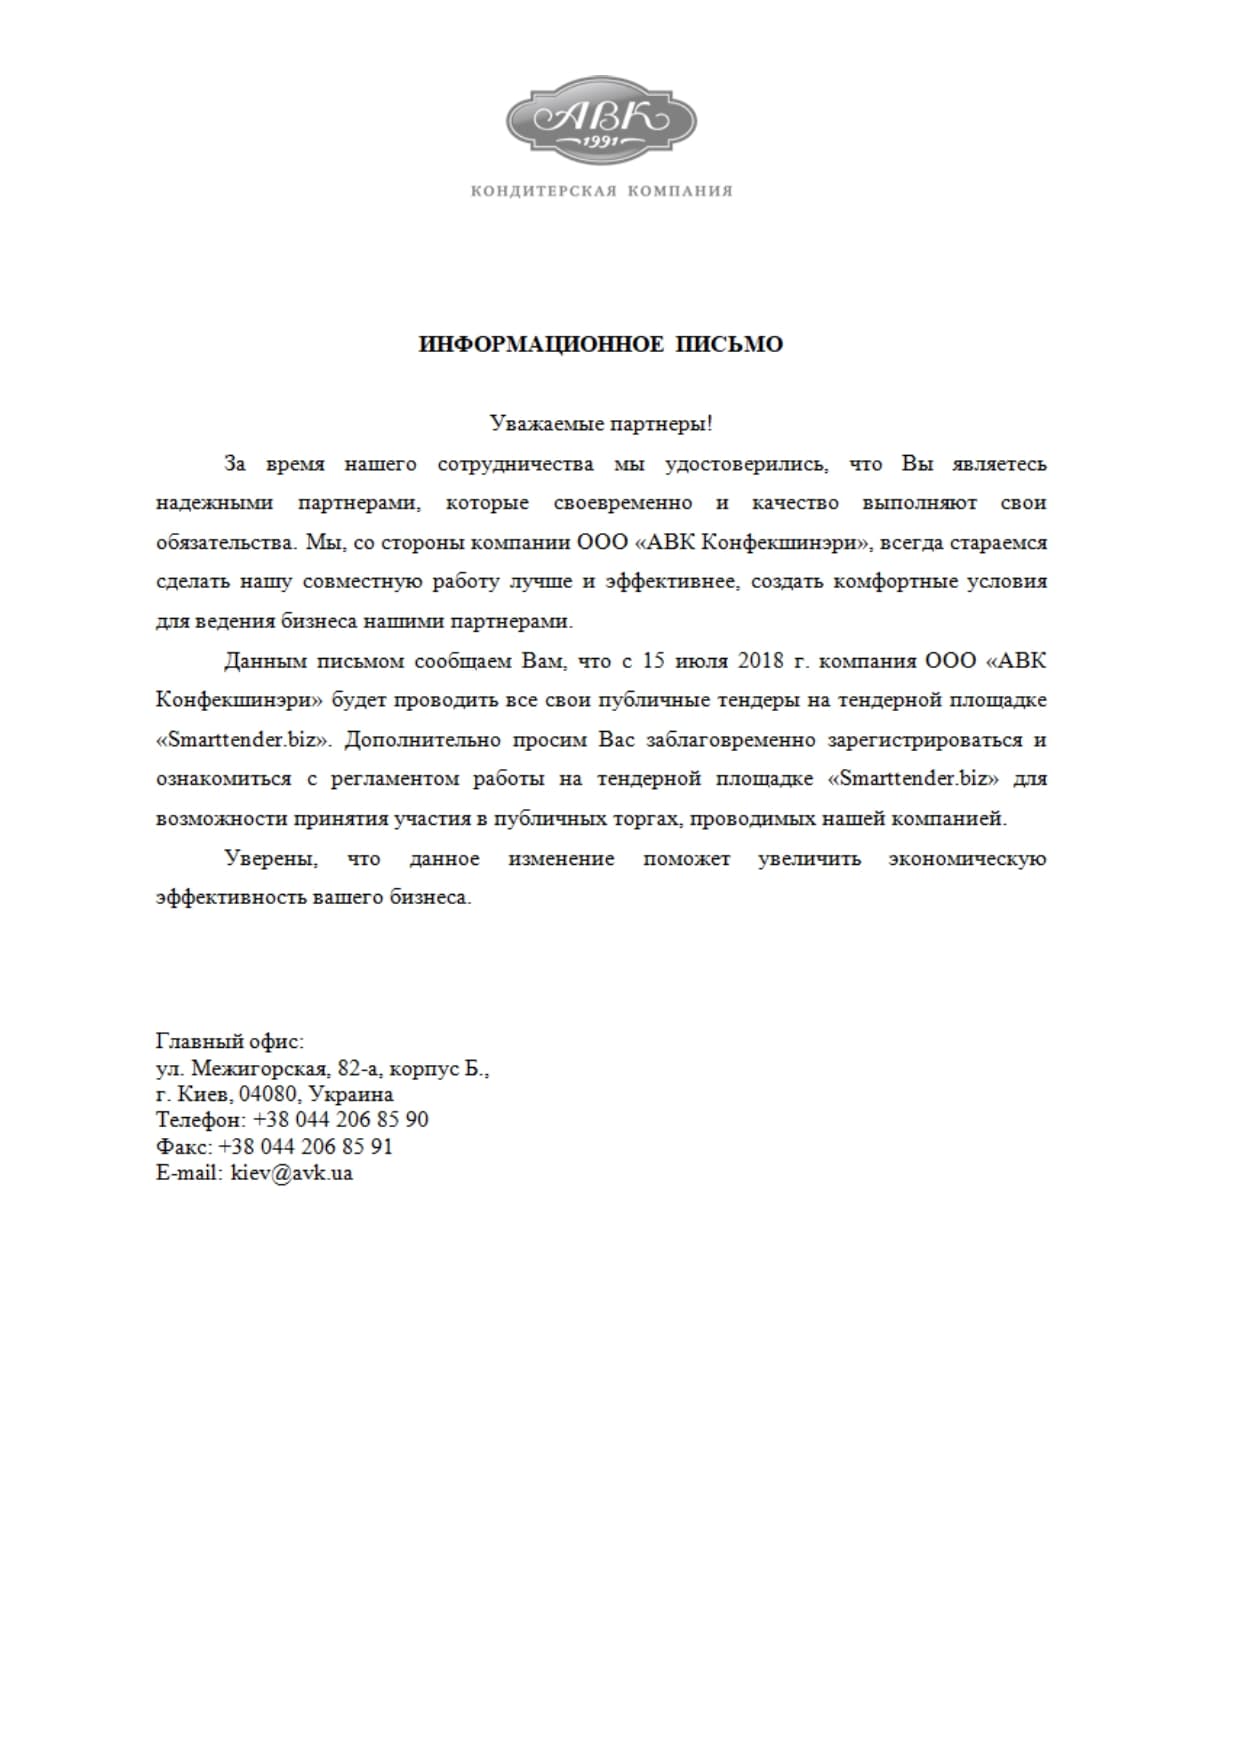 АВК
1991
КОНДИТЕРСКАЯ КОМПАНИЯ
ИНФОРМАЦИОННОЕ ПИСЬМО
Уважаемые партнеры!
За время нашего сотрудничества мы удостоверились, что Вы являетесь
надежными партнерами, которые своевременно и качество выполняют свои
обязательства. Мы, со стороны компании ООО «АВК Конфекшинэри», всегда стараемся
сделать нашу совместную работу лучше и эффективнее, создать комфортные условия
для ведения бизнеса нашими партнерами.
Данным письмом сообщаем Вам, что с 15 июля 2018 г. компания ООО «АВК
Конфекшинэри» будет проводить все свои публичные тендеры на тендерной площадке
«Smarttender.biz». Дополнительно просим Вас заблаговременно зарегистрироваться и
ознакомиться с регламентом работы на тендерной площадке «Smarttender.biz» для
возможности принятия участия в публичных торгах, проводимых нашей компанией.
Уверены, что данное изменение поможет увеличить экономическую
эффективность вашего бизнеса.
Главный офис:
ул. Межигорская, 82-а, корпус Б.,
г. Киев, 04080, Украина
Телефон: +38 044 206 85 90
Факс: +38 044 206 85 91
E-mail: kiev@avk.ua